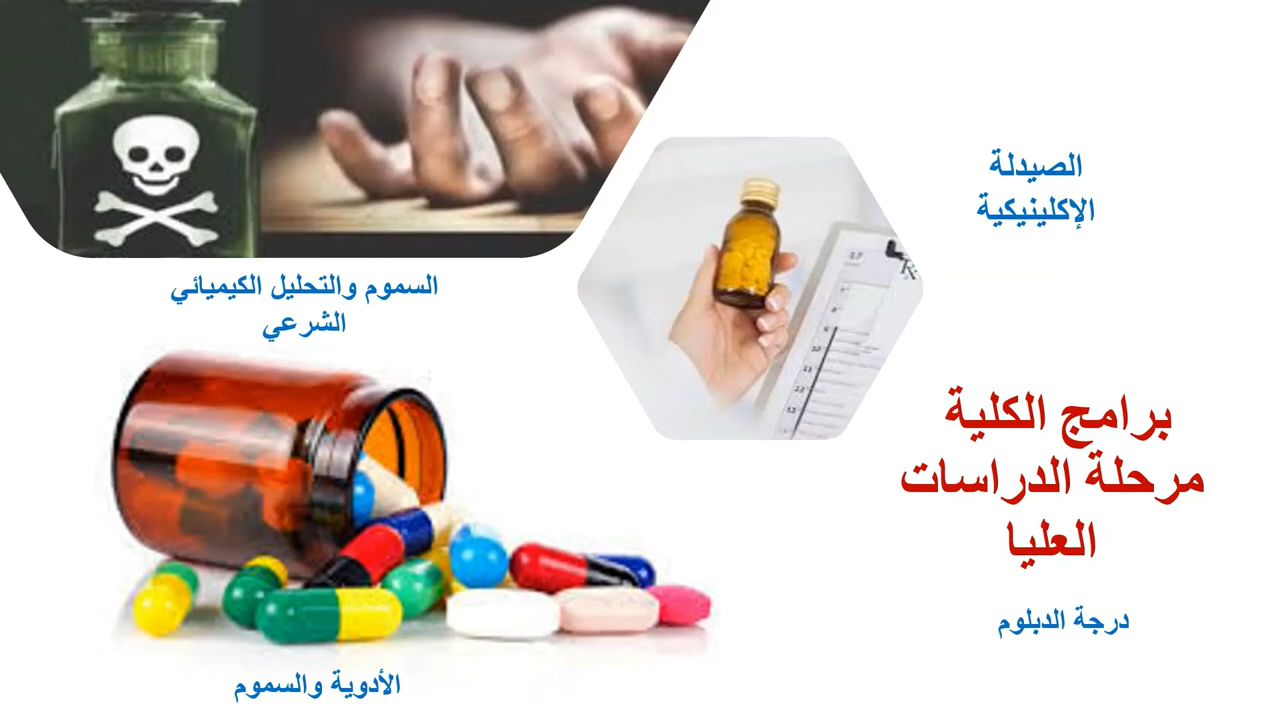 الصيدلة
الإكلينيكية
السموم والتحليل الكيميائي
الشرعي
برامج الكلية
مرحلة الدراسات
العليا
درجة الدبلوم
الأدوية والسموم